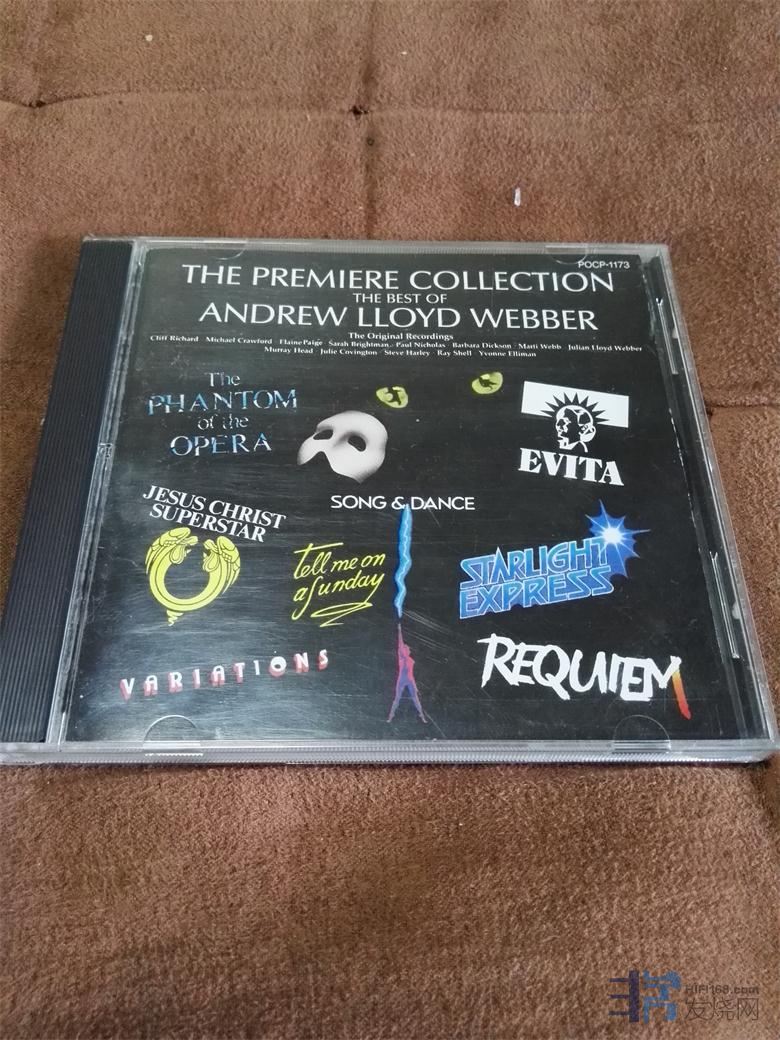 POCP-1173
THE PREMIERE COLLECTION
THE BEST OF
ANDREW LLOYD WEBBER
The Original Recordings
Cliff Richard Michael Crawford Elaine Paige Sarah Brightman Paul Nicholas Barbara Dickson Marti Webb Julian Lloyd Webber
Murray Head Julie Covington Steve Harley Ray Shell Yvonne Elliman
The
PHANTOM
of the
OPERA
EVITA
JESUS CHRIST
SUPERSTAR
SONG & DANCE
Tell me on
a Sunday
STARLIGHT
EXPRESS
VARIATIONS
REQUIEM
非常
HIFI168.com
发烧网